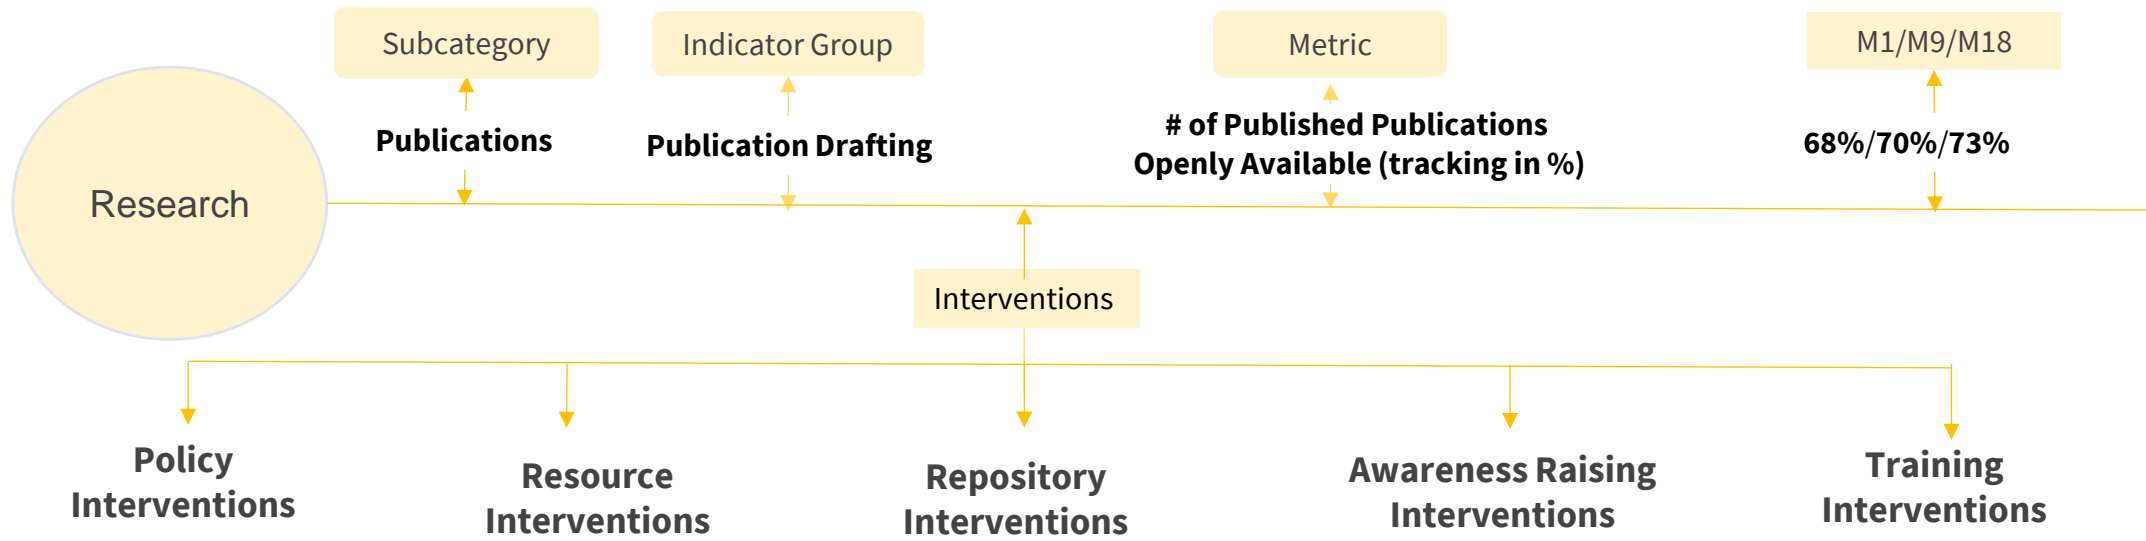 Subcategory
Indicator Group
Metric
M1/M9/M18
Publications
Publication Drafting
# of Published Publications
Openly Available (tracking in %)
68%/70%/73%
Research
Interventions
Policy
Interventions
Resource
Interventions
Repository
Interventions
Awareness Raising
Interventions
Training
Interventions